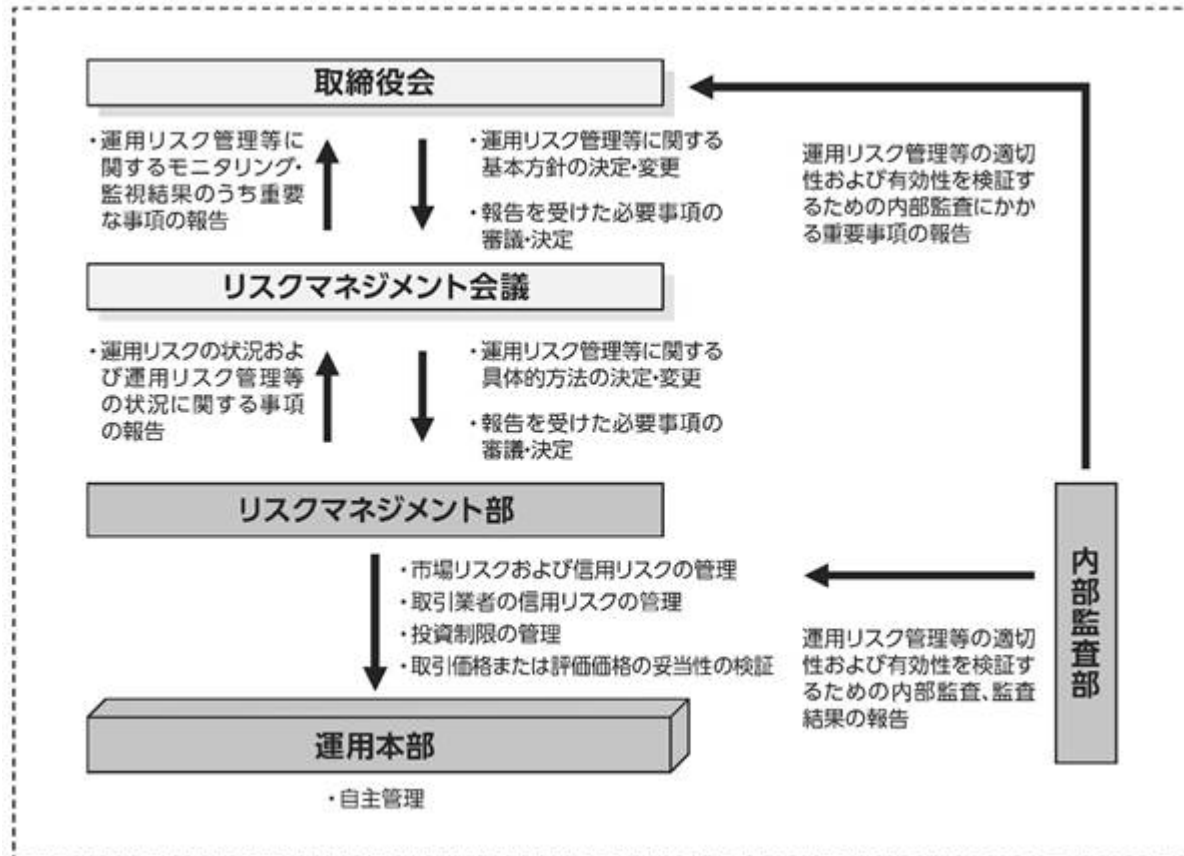 取締役会
・運用リスク管理等に
関するモニタリング・
監視結果のうち重要
な事項の報告
・運用リスク管理等に関する
基本方針の決定・変更
・報告を受けた必要事項の
審議・決定
運用リスク管理等の適切
性および有効性を検証す
るための内部監査にかか
る重要事項の報告
リスクマネジメント会議
・運用リスクの状況およ
び運用リスク管理等
の状況に関する事項
の報告
・運用リスク管理等に関する
具体的方法の決定・変更
・報告を受けた必要事項の
審議・決定
リスクマネジメント部
・市場リスクおよび信用リスクの管理
・取引業者の信用リスクの管理
・投資制限の管理
・取引価格または評価価格の妥当性の検証
運用リスク管理等の適切
性および有効性を検証す
るための内部監査、監査
結果の報告
内部監査部
運用本部
・自主管理